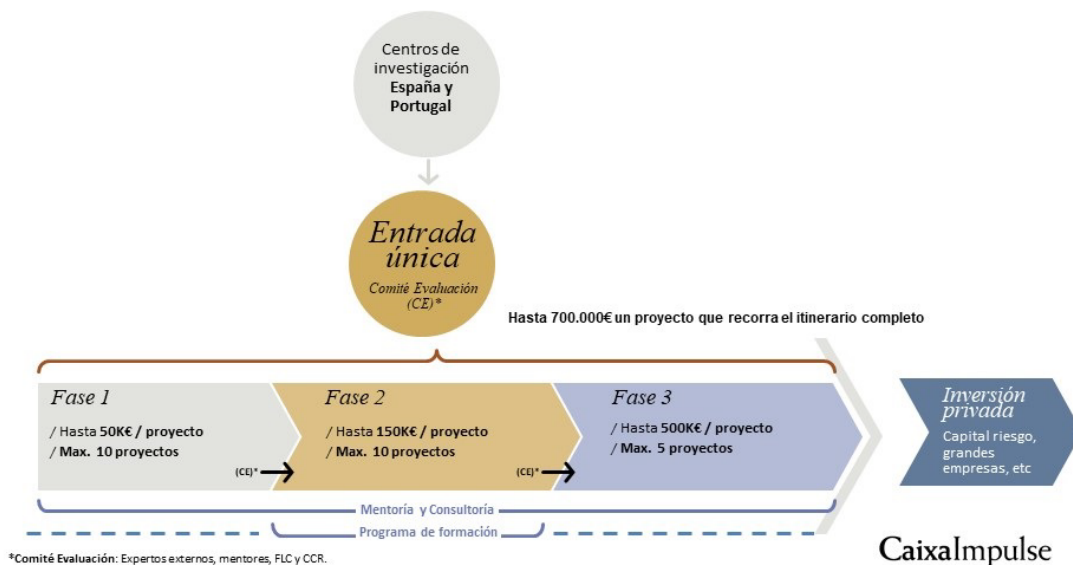 Centros de
investigación
España y
Portugal
Entrada
única
Comité Evaluación
(CE)*
Hasta 700.000€ un proyecto que recorra el itinerario completo
Fase 1
/ Hasta 50K€ / proyecto
/ Max. 10 proyectos
(CE)*
Fase 2
/ Hasta 150K€ / proyecto
/ Max. 10 proyectos
(CE)*
Fase 3
/ Hasta 500K€ / proyecto
/ Max. 5 proyectos
Inversión
privada
Capital riesgo,
grandes
empresas, etc
Mentoría y Consultoría
Programa de formación
*Comité Evaluación: Expertos externos, mentores, FLC y CCR.
CaixaImpulse